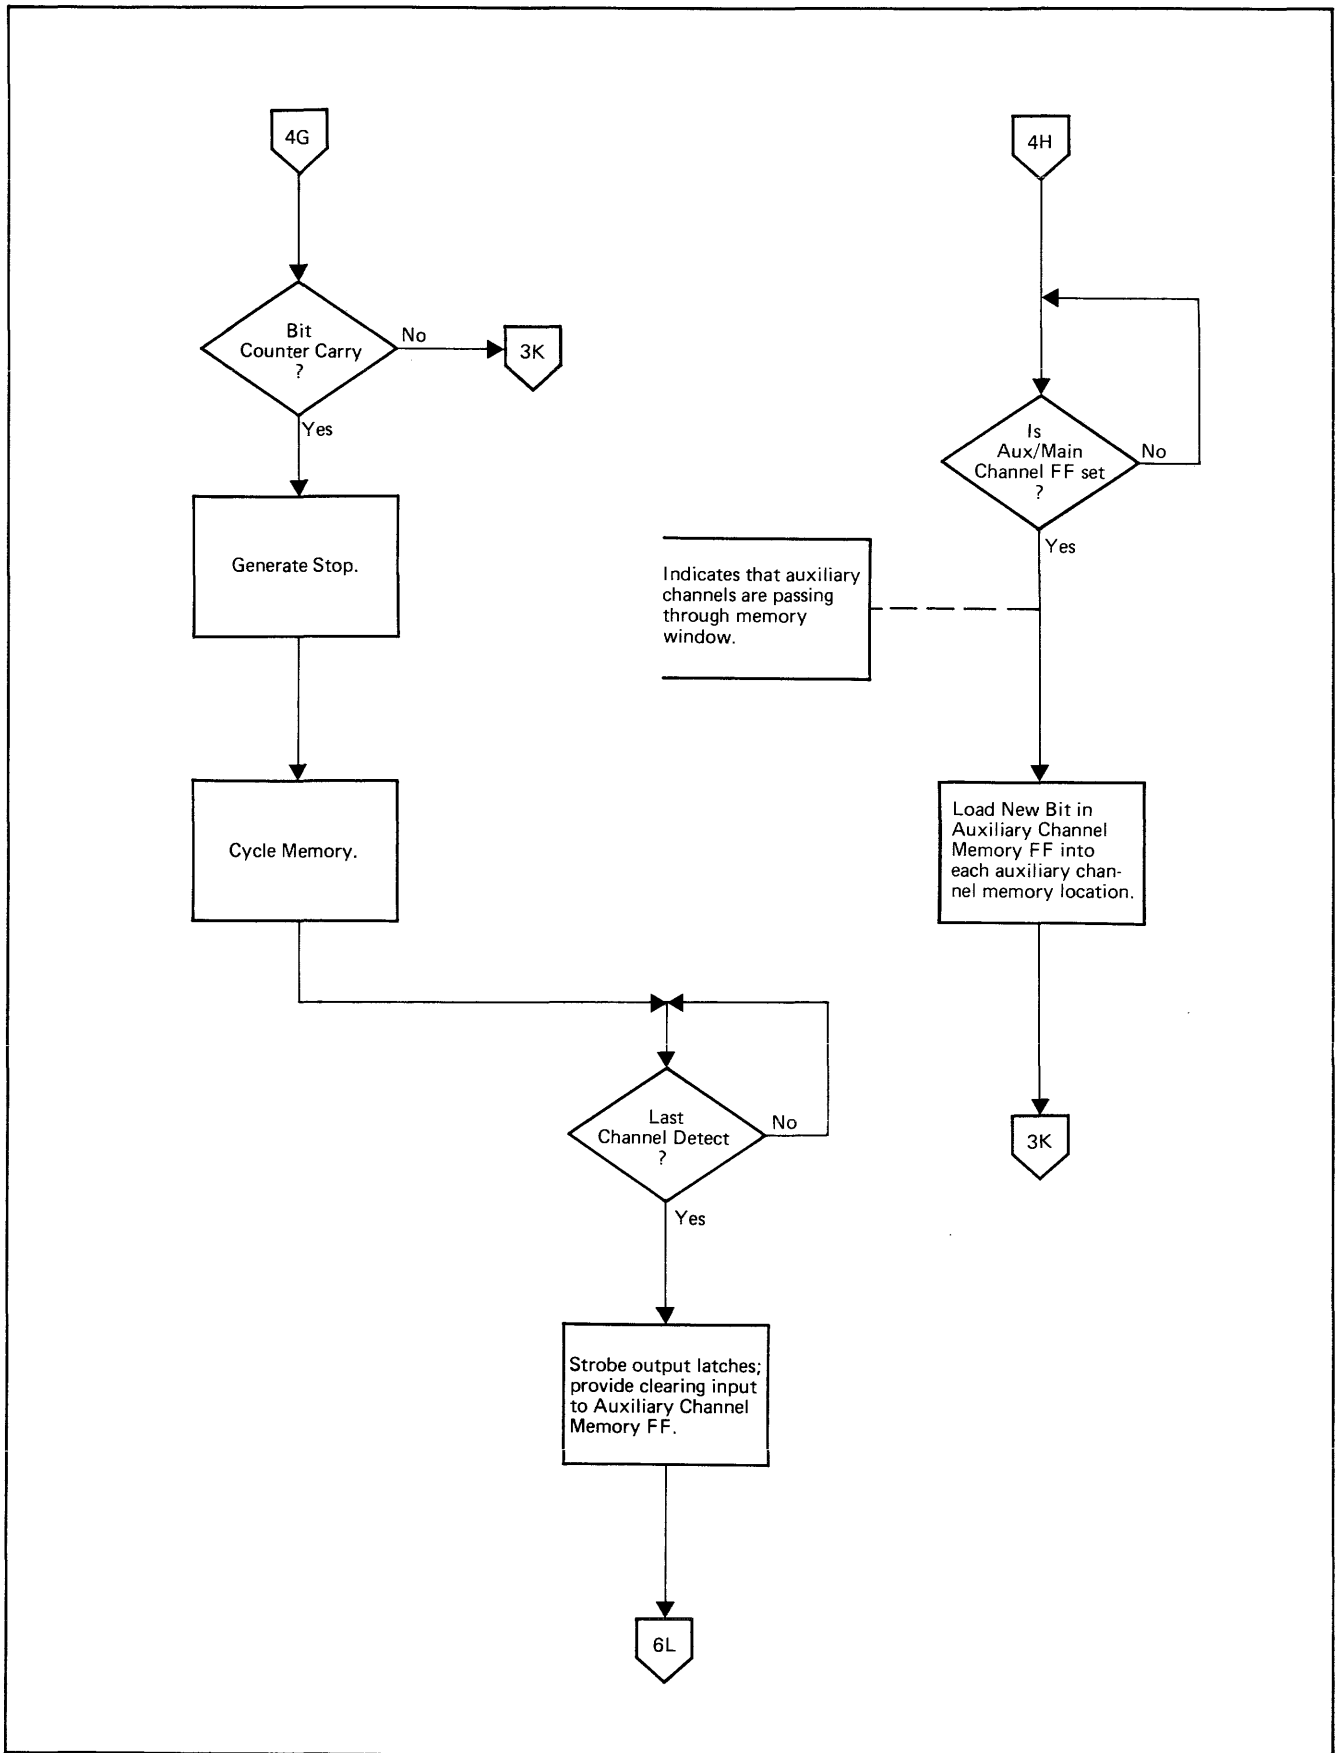 4G
Bit
Counter Carry
?
No
3K
Yes
Generate Stop.
Cycle Memory.
Last
Channel Detect
?
No
Yes
Strobe output latches;
provide clearing input
to Auxiliary Channel
Memory FF.
6L
4H
Is
Aux/Main
Channel FF set
?
No
Yes
Indicates that auxiliary
channels are passing
through memory
window.
Load New Bit in
Auxiliary Channel
Memory FF into
each auxiliary chan-
nel memory location.
3K